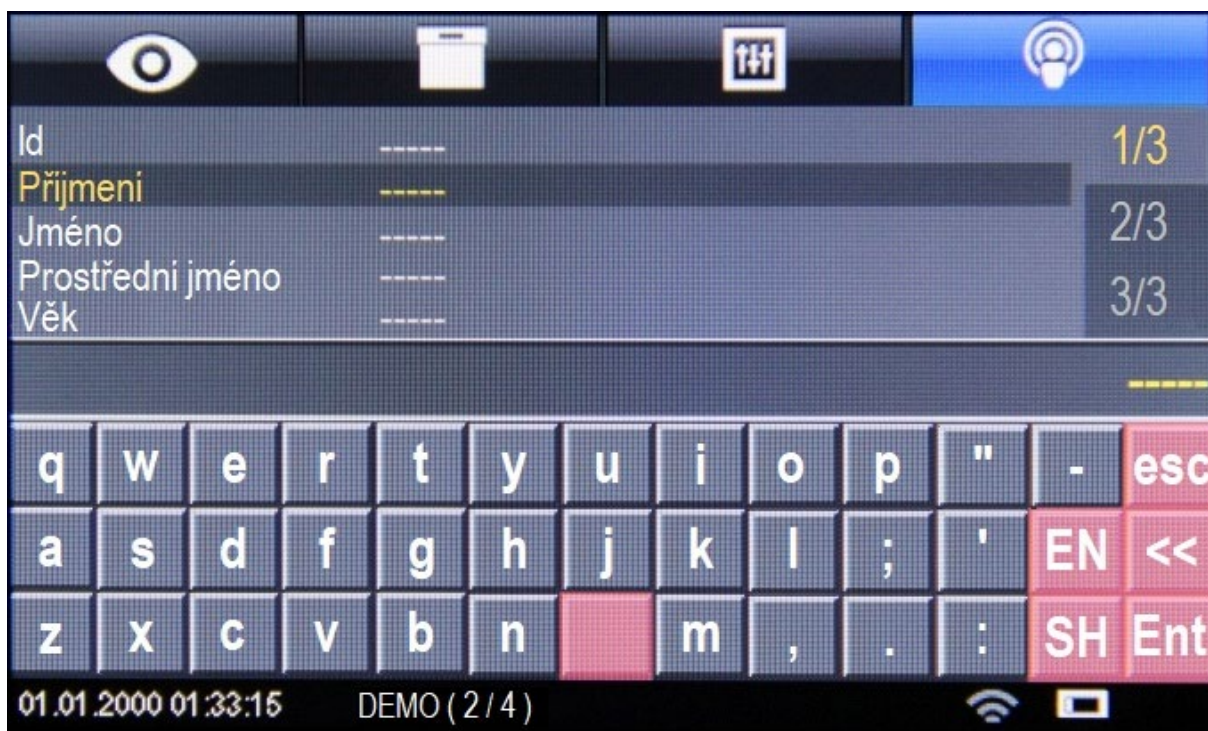 Id ----- 1/3
Příjmení -----
Jméno ----- 2/3
Prostřední jméno -----
Věk ----- 3/3
-----
q w e r t y u i o p " - esc
a s d f g h j k l ; ' EN <<
z x c v b n m , . : SH Ent
01.01.2000 01:33:15 DEMO ( 2 / 4 )